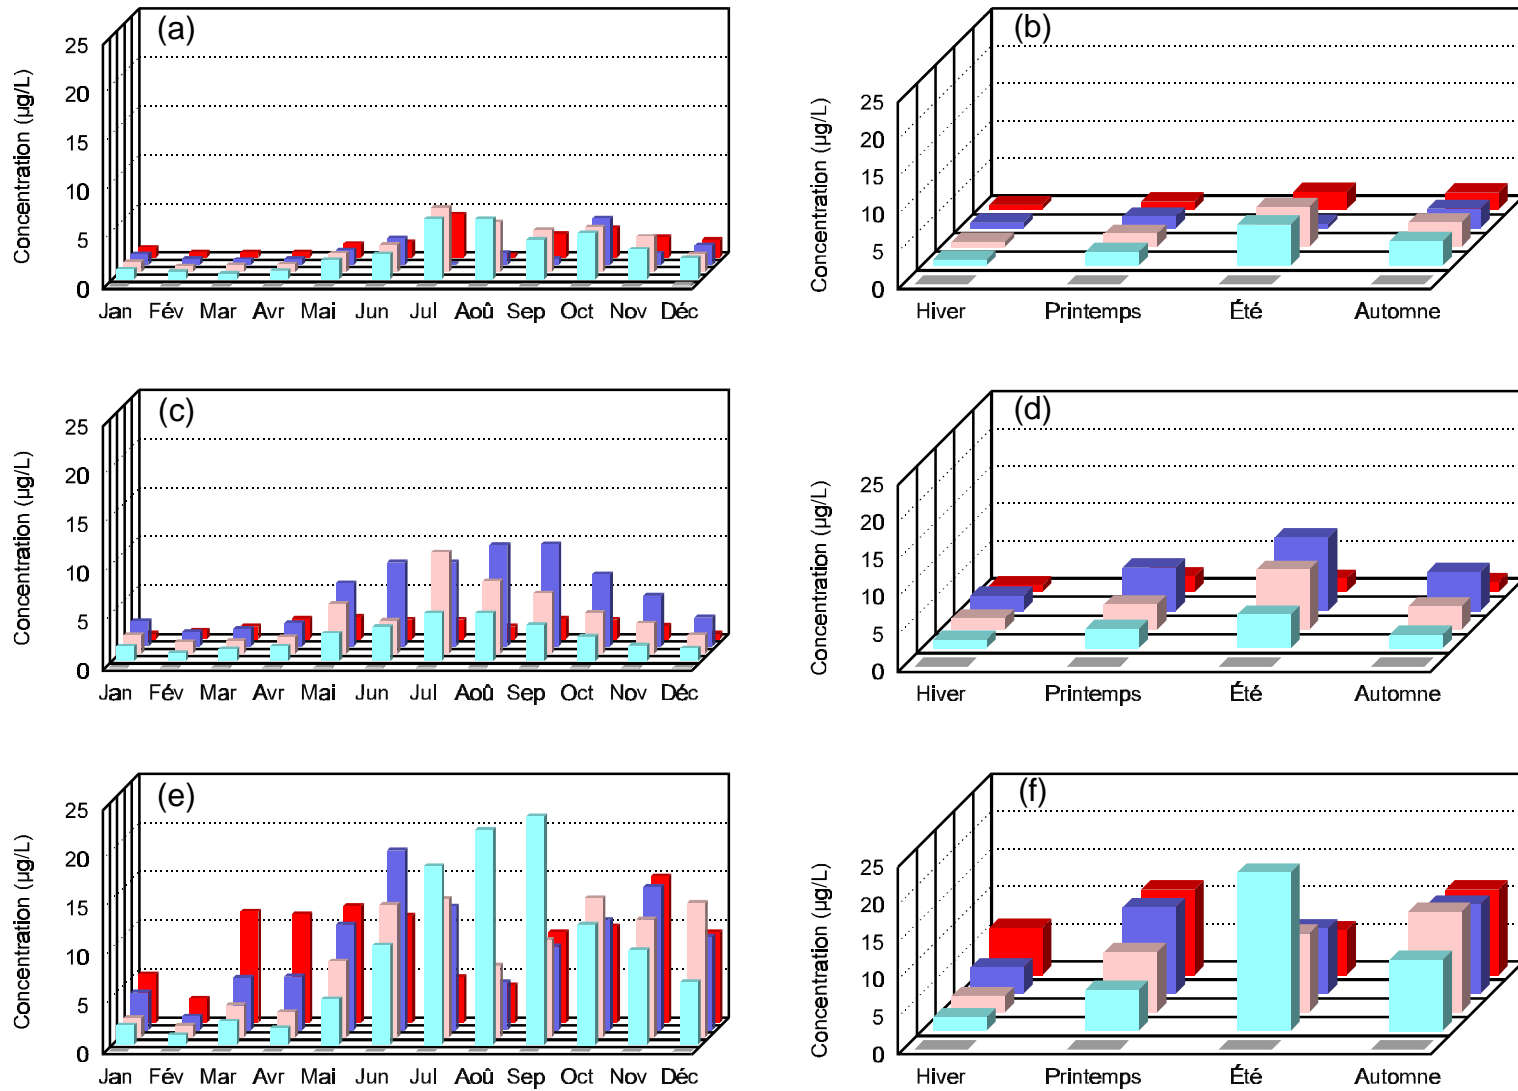 (a)
Concentration (µg/L)
25
20
15
10
5
0
Jan Fév Mar Avr Mai Jun Jul Aoû Sep Oct Nov Déc
(b)
Concentration (µg/L)
25
20
15
10
5
0
Hiver Printemps Été Automne
(c)
Concentration (µg/L)
25
20
15
10
5
0
Jan Fév Mar Avr Mai Jun Jul Aoû Sep Oct Nov Déc
(d)
Concentration (µg/L)
25
20
15
10
5
0
Hiver Printemps Été Automne
(e)
Concentration (µg/L)
25
20
15
10
5
0
Jan Fév Mar Avr Mai Jun Jul Aoû Sep Oct Nov Déc
(f)
Concentration (µg/L)
25
20
15
10
5
0
Hiver Printemps Été Automne